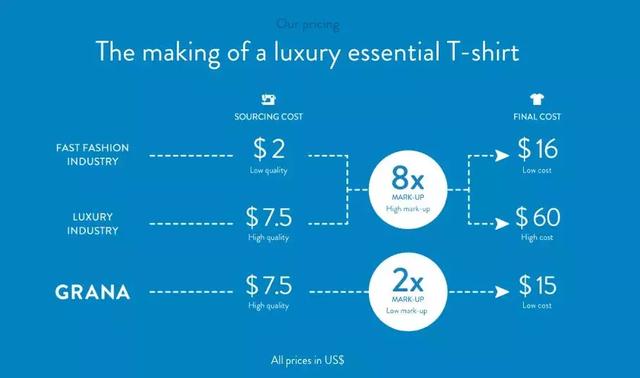 Our pricing
The making of a luxury essential T-shirt
SOURCING COST
FINAL COST
FAST FASHION
INDUSTRY
$2
Low quality
8x
MARK-UP
High mark-up
$16
Low cost
LUXURY
INDUSTRY
$7.5
High quality
$60
High cost
GRANA
$7.5
High quality
2x
MARK-UP
Low mark-up
$15
Low cost
All prices in US$